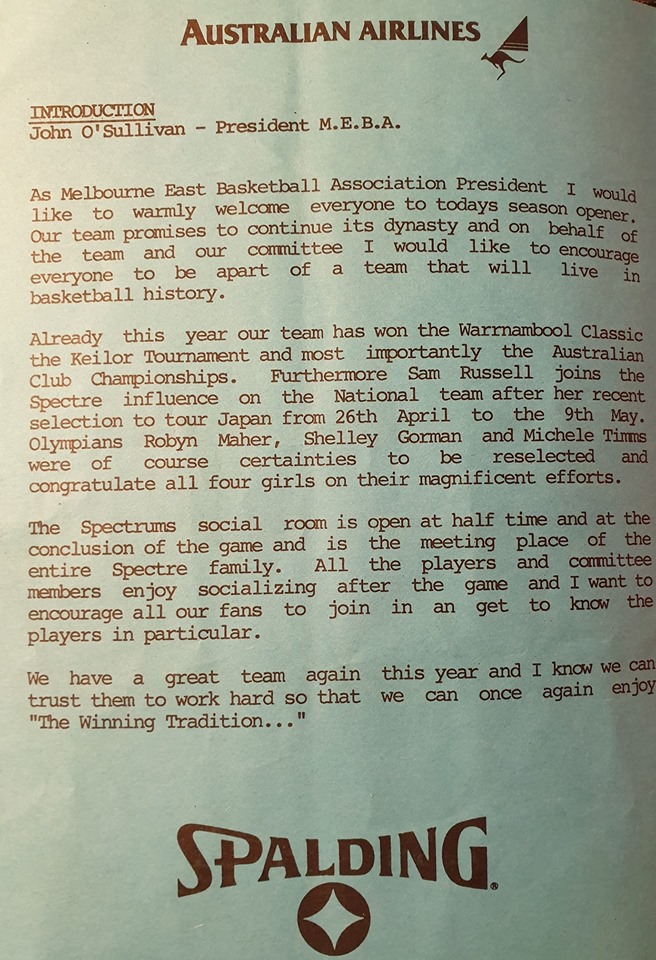 AUSTRALIAN AIRLINES
INTRODUCTION
John O'Sullivan - President M.E.B.A.
As Melbourne East Basketball Association President I would
like to warmly welcome everyone to todays season opener.
Our team promises to continue its dynasty and on behalf of
the team and our committee I would like to encourage
everyone to be apart of a team that will live in
basketball history.
Already this year our team has won the Warrnambool Classic
the Keilor Tournament and most importantly the Australian
Club Championships. Furthermore Sam Russell joins the
Spectre influence on the National team after her recent
selection to tour Japan from 26th April to the 9th May.
Olympians Robyn Maher, Shelley Gorman and Michele Timms
were of course certainties to be reselected and
congratulate all four girls on their magnificent efforts.
The Spectrums social room is open at half time and at the
conclusion of the game and is the meeting place of the
entire Spectre family. All the players and committee
members enjoy socializing after the game and I want to
encourage all our fans to join in an get to know the
players in particular.
We have a great team again this year and I know we can
trust them to work hard so that we can once again enjoy
"The Winning Tradition..."
SPALDING®